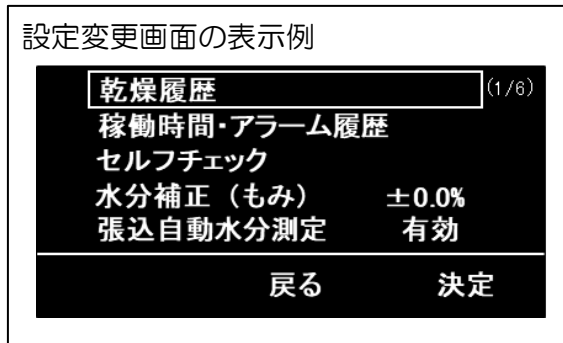 設定変更画面の表示例
乾燥履歴 (1/6)
稼働時間・アラーム履歴
セルフチェック
水分補正（もみ） ±0.0%
張込自動水分測定 有効
戻る 決定